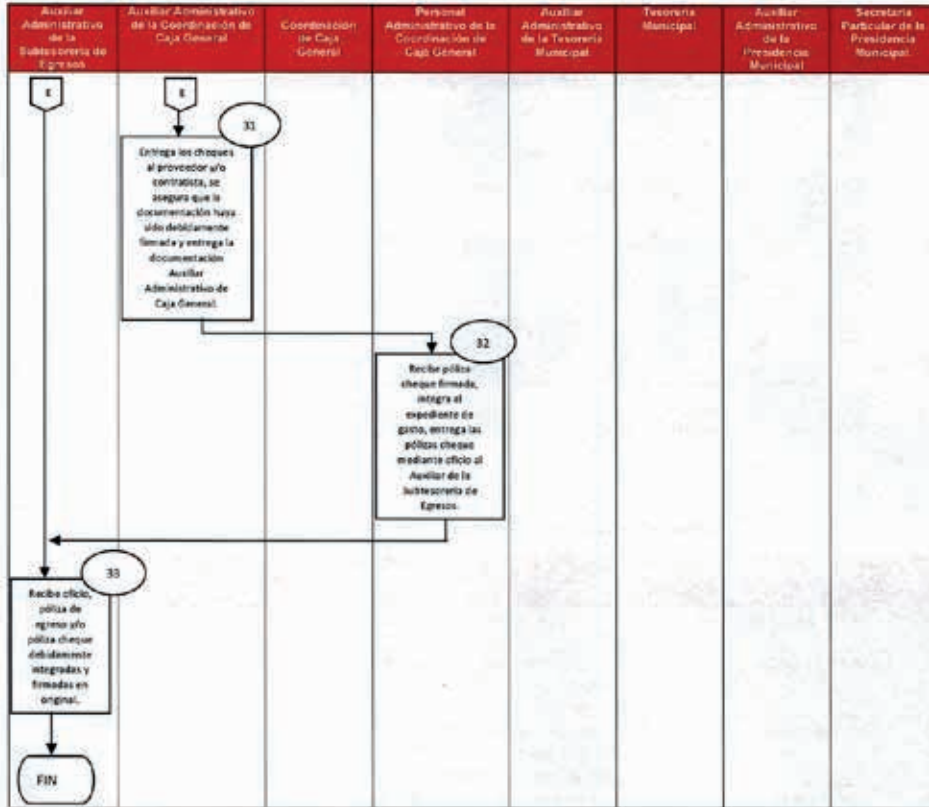 Auxiliar
Administrativo
de la
Subtesorería de
Egresos
Auxiliar Administrativo
de la Coordinación de
Caja General
Coordinación
de Caja
General
Personal
Administrativo de la
Coordinación de
Caja General
Auxiliar
Administrativo
de la Tesorería
Municipal
Tesorería
Municipal
Auxiliar
Administrativo
de la
Presidencia
Municipal
Secretaria
Particular de la
Presidencia
Municipal
E
E
31
Entrega los cheques
al proveedor y/o
contratista, se
asegura que la
documentación haya
sido debidamente
firmada y entrega la
documentación
Auxiliar
Administrativo de
Caja General.
32
Recibe póliza
cheque firmada,
integra el
expediente de
gasto, entrega las
pólizas cheque
mediante oficio al
Auxiliar de la
Subtesorería de
Egresos.
33
Recibe oficio,
póliza de
egreso y/o
póliza cheque
debidamente
integradas y
firmadas en
original.
FIN